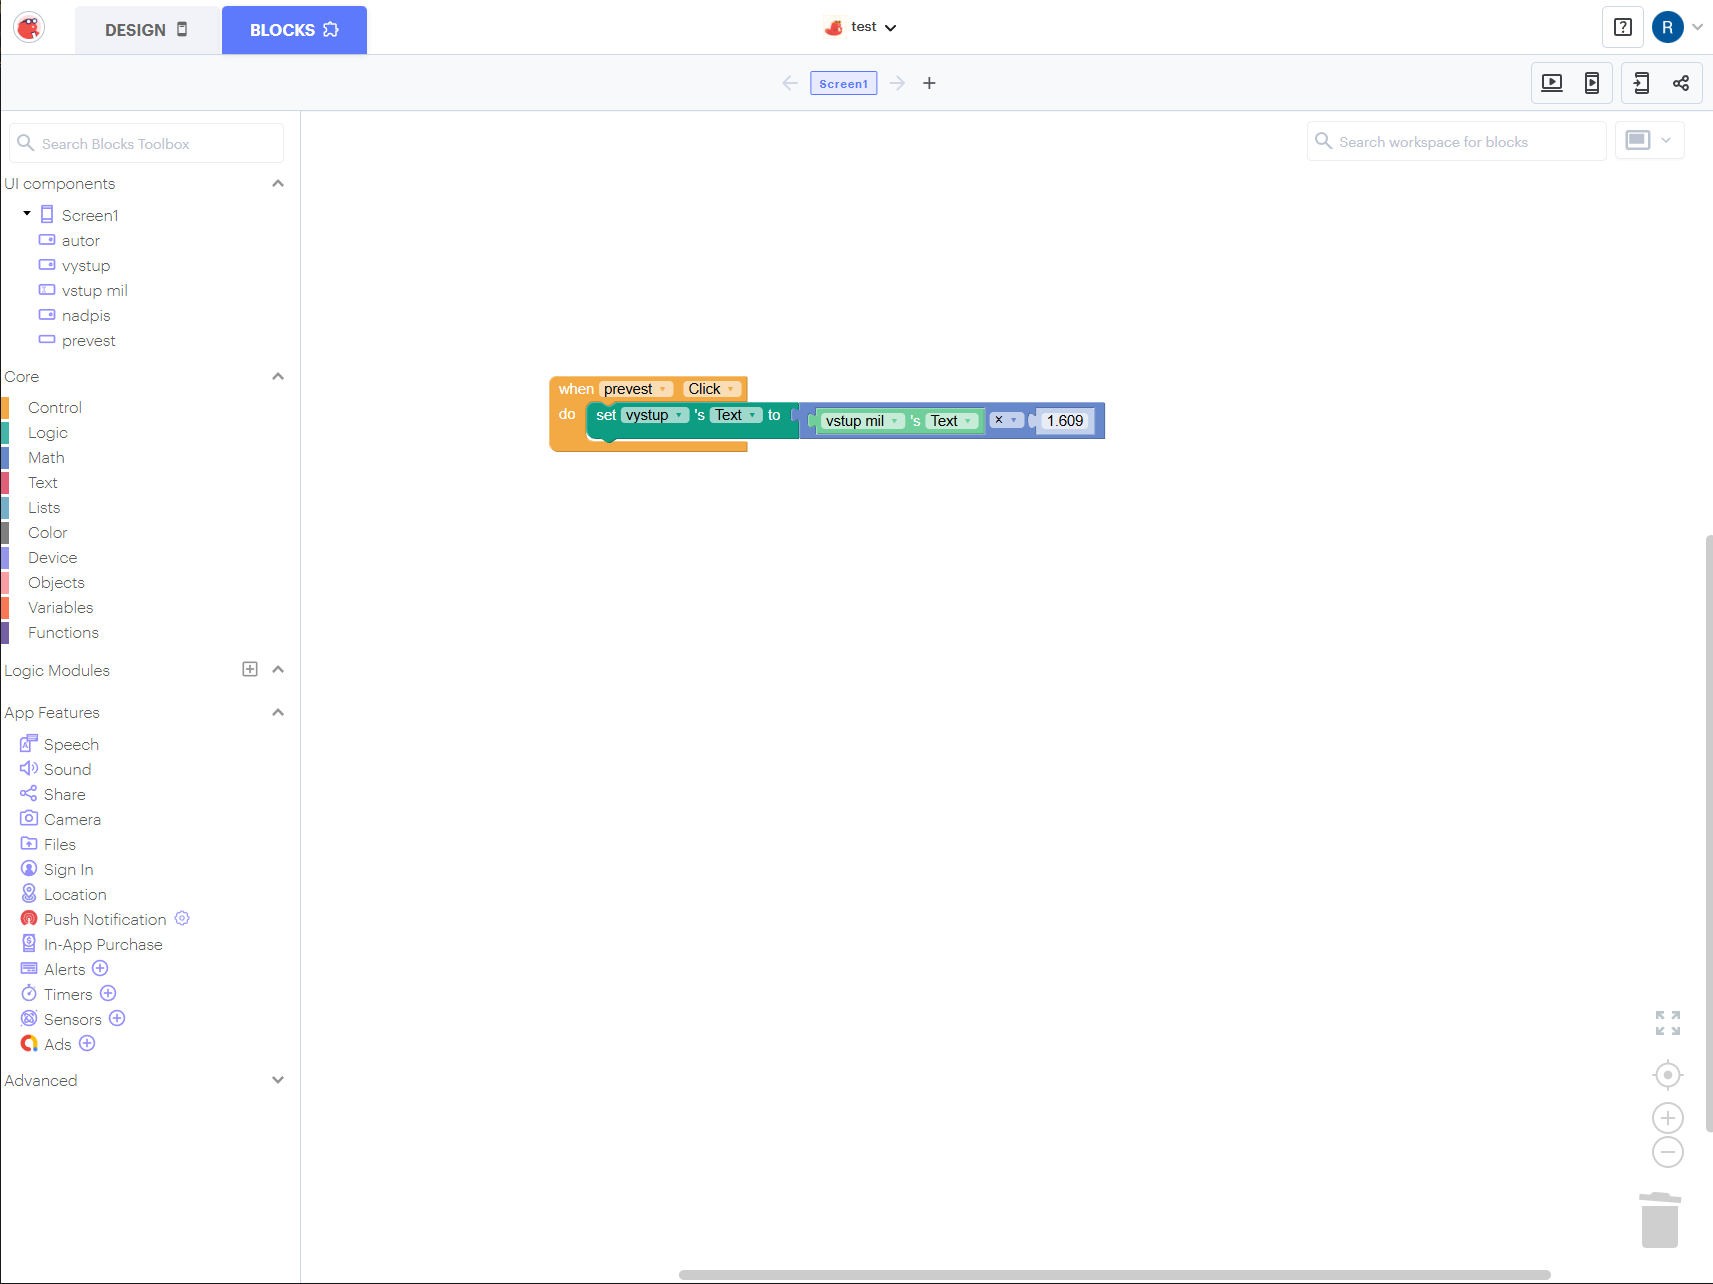 DESIGN
BLOCKS
test
?
R
Screen1
+
Search Blocks Toolbox
Search workspace for blocks
UI components
Screen1
autor
vystup
vstup mil
nadpis
prevest
Core
Control
Logic
Math
Text
Lists
Color
Device
Objects
Variables
Functions
Logic Modules
App Features
Speech
Sound
Share
Camera
Files
Sign In
Location
Push Notification
In-App Purchase
Alerts
Timers
Sensors
Ads
Advanced
when prevest Click
do set vystup 's Text to vstup mil 's Text × 1.609